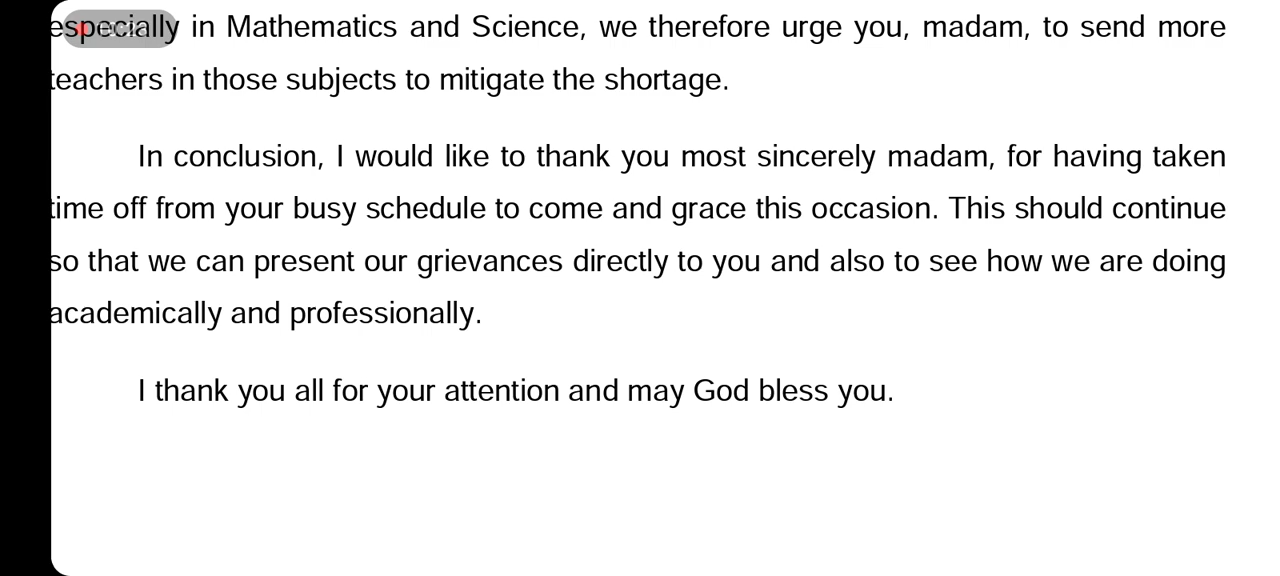 especially in Mathematics and Science, we therefore urge you, madam, to send more
teachers in those subjects to mitigate the shortage.
In conclusion, I would like to thank you most sincerely madam, for having taken
time off from your busy schedule to come and grace this occasion. This should continue
so that we can present our grievances directly to you and also to see how we are doing
academically and professionally.
I thank you all for your attention and may God bless you.